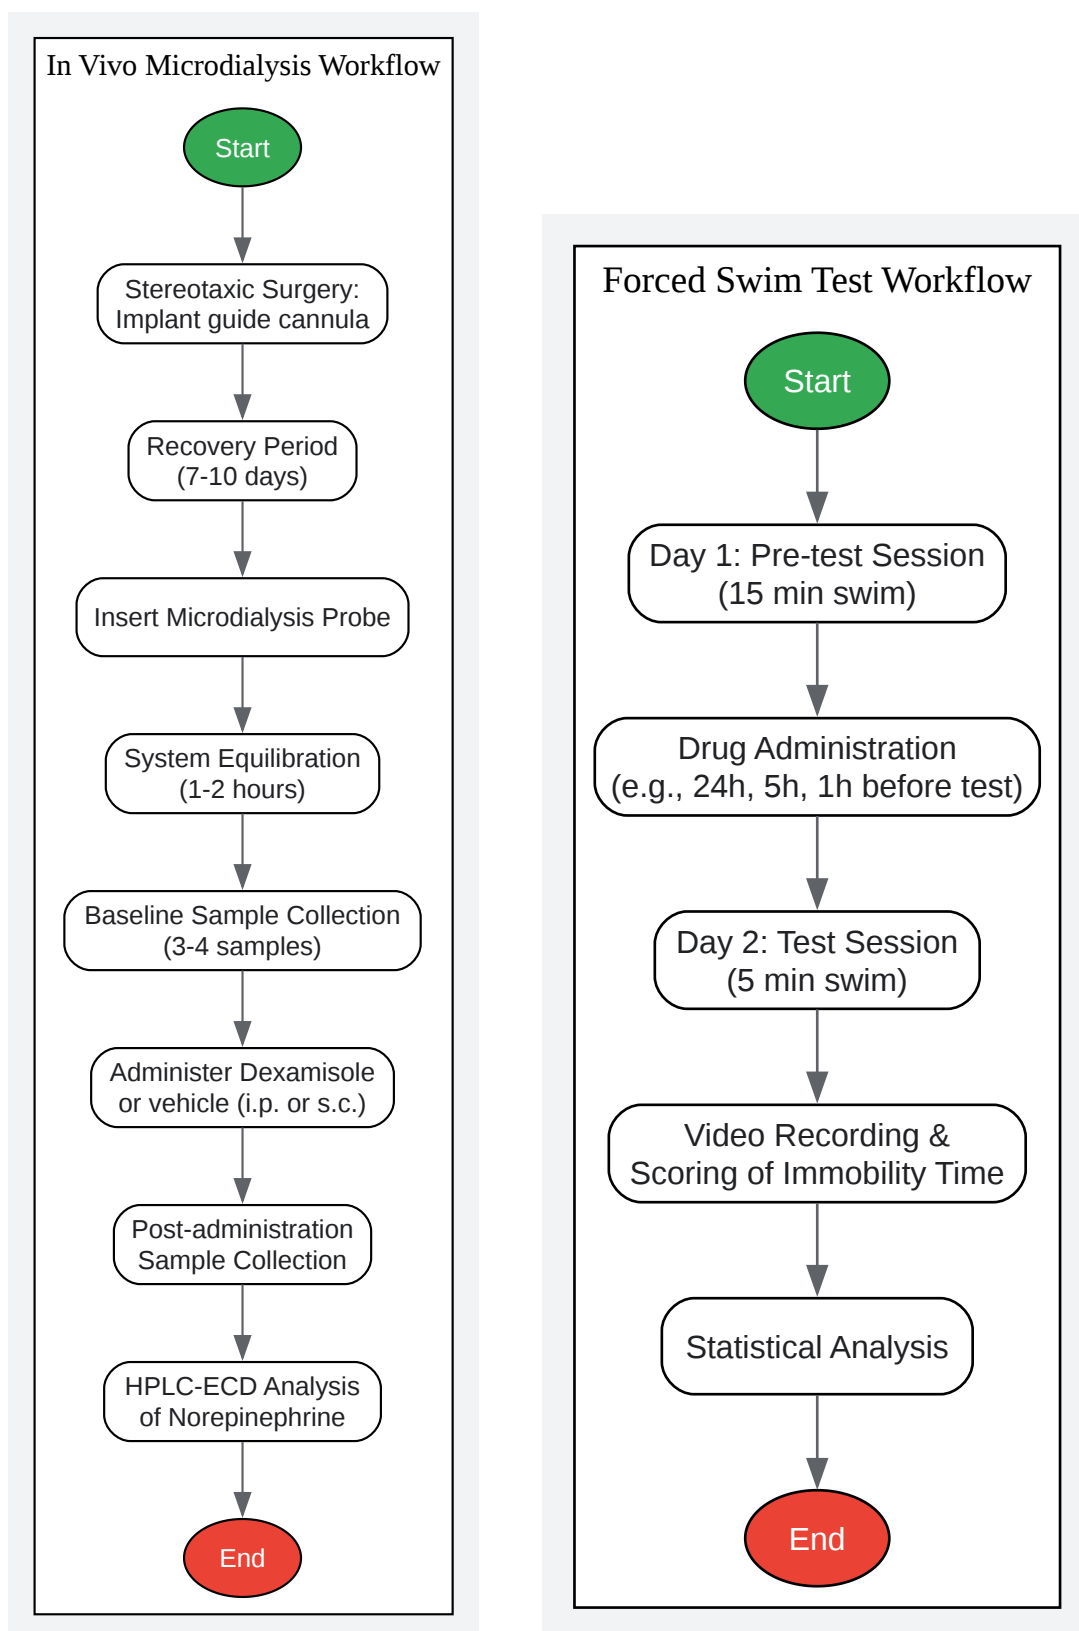 In Vivo Microdialysis Workflow
Start
Stereotaxic Surgery:
Implant guide cannula
Recovery Period
(7-10 days)
Insert Microdialysis Probe
System Equilibration
(1-2 hours)
Baseline Sample Collection
(3-4 samples)
Administer Dexamisole
or vehicle (i.p. or s.c.)
Post-administration
Sample Collection
HPLC-ECD Analysis
of Norepinephrine
End
Forced Swim Test Workflow
Start
Day 1: Pre-test Session
(15 min swim)
Drug Administration
(e.g., 24h, 5h, 1h before test)
Day 2: Test Session
(5 min swim)
Video Recording &
Scoring of Immobility Time
Statistical Analysis
End